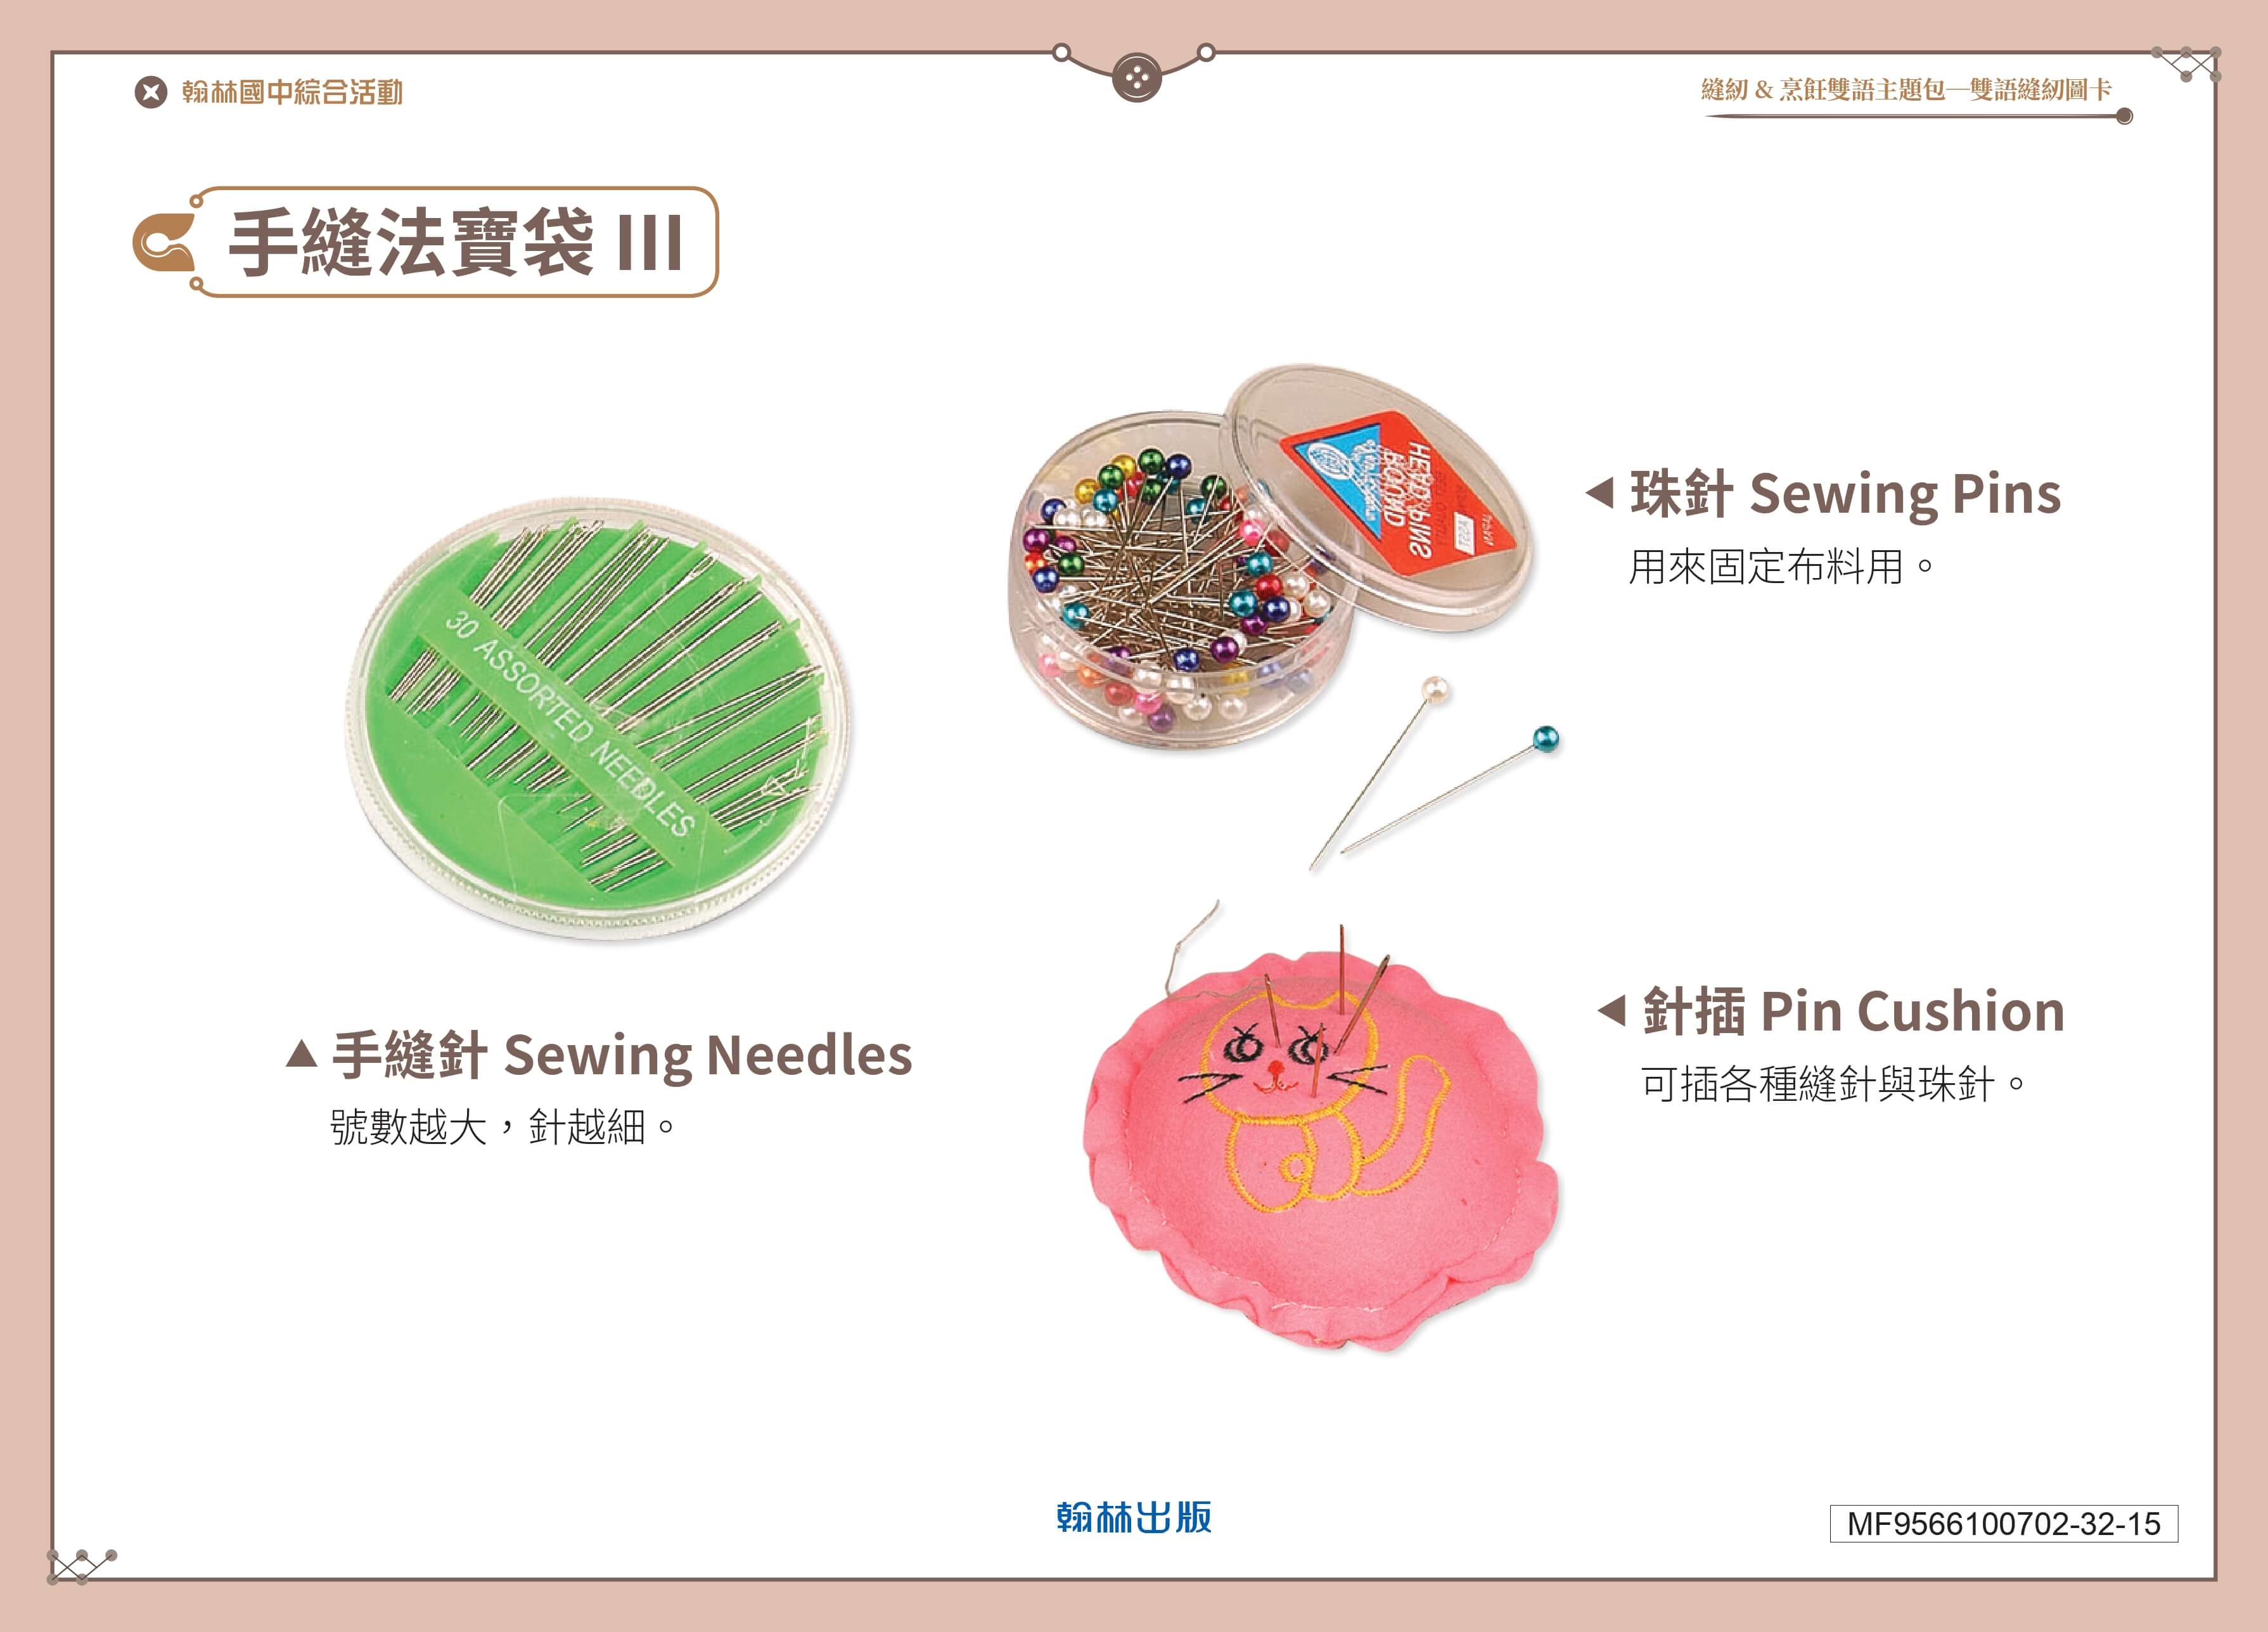 翰林國中綜合活動
縫紉 & 烹飪雙語主題包—雙語縫紉圖卡
手縫法寶袋 III
30 ASSORTED NEEDLES
▲ 手縫針 Sewing Needles
號數越大，針越細。
HEAD PINS
ROUND
◀ 珠針 Sewing Pins
用來固定布料用。
◀ 針插 Pin Cushion
可插各種縫針與珠針。
翰林出版
MF9566100702-32-15